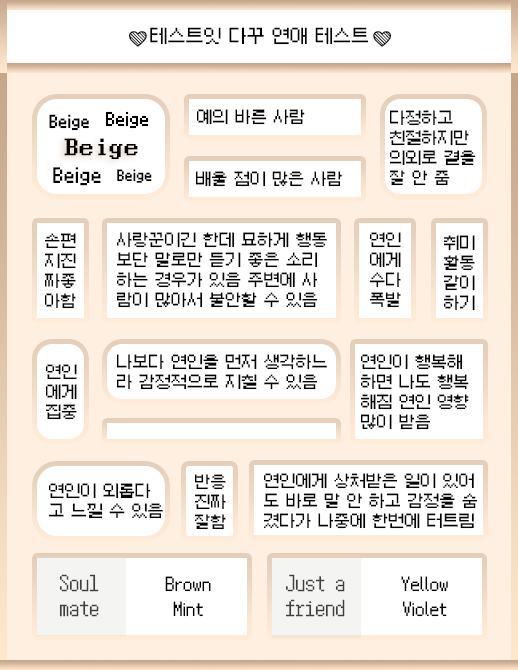 테스트잇 다꾸 연애 테스트
Beige Beige
Beige
Beige Beige
예의 바른 사람
배울 점이 많은 사람
다정하고
친절하지만
의외로 곁을
잘 안 줌
손편
지진
짜좋
아함
사랑꾼이긴 한데 묘하게 행동
보단 말로만 듣기 좋은 소리
하는 경우가 있음 주변에 사
람이 많아서 불안할 수 있음
연인
에게
수다
폭발
취미
활동
같이
하기
연인
에게
집중
나보다 연인을 먼저 생각하느
라 감정적으로 지칠 수 있음
연인이 행복해
하면 나도 행복
해짐 연인 영향
많이 받음
연인이 외롭다
고 느낄 수 있음
반응
진짜
잘함
연인에게 상처받은 일이 있어
도 바로 말 안 하고 감정을 숨
겼다가 나중에 한번에 터트림
Soul
mate
Brown
Mint
Just a
friend
Yellow
Violet